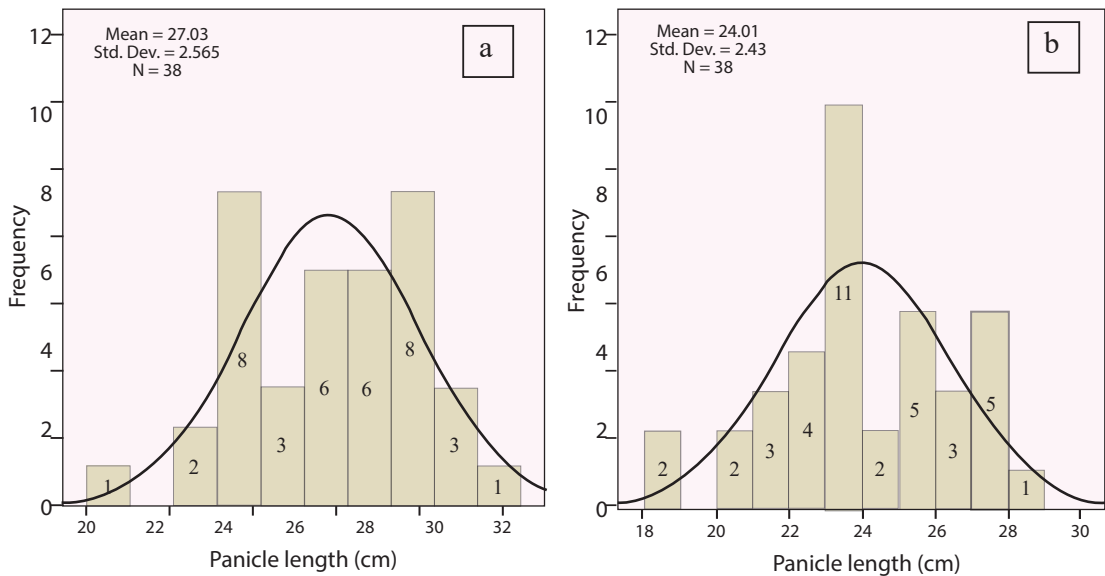 Mean = 27.03
Std. Dev. = 2.565
N = 38
a
Frequency
12
10
8
6
4
2
0
1
2
8
3
6
6
8
3
1
20 22 24 26 28 30 32
Panicle length (cm)
Mean = 24.01
Std. Dev. = 2.43
N = 38
b
Frequency
12
10
8
6
4
2
0
2
2
3
4
11
2
5
3
5
1
18 20 22 24 26 28 30
Panicle length (cm)